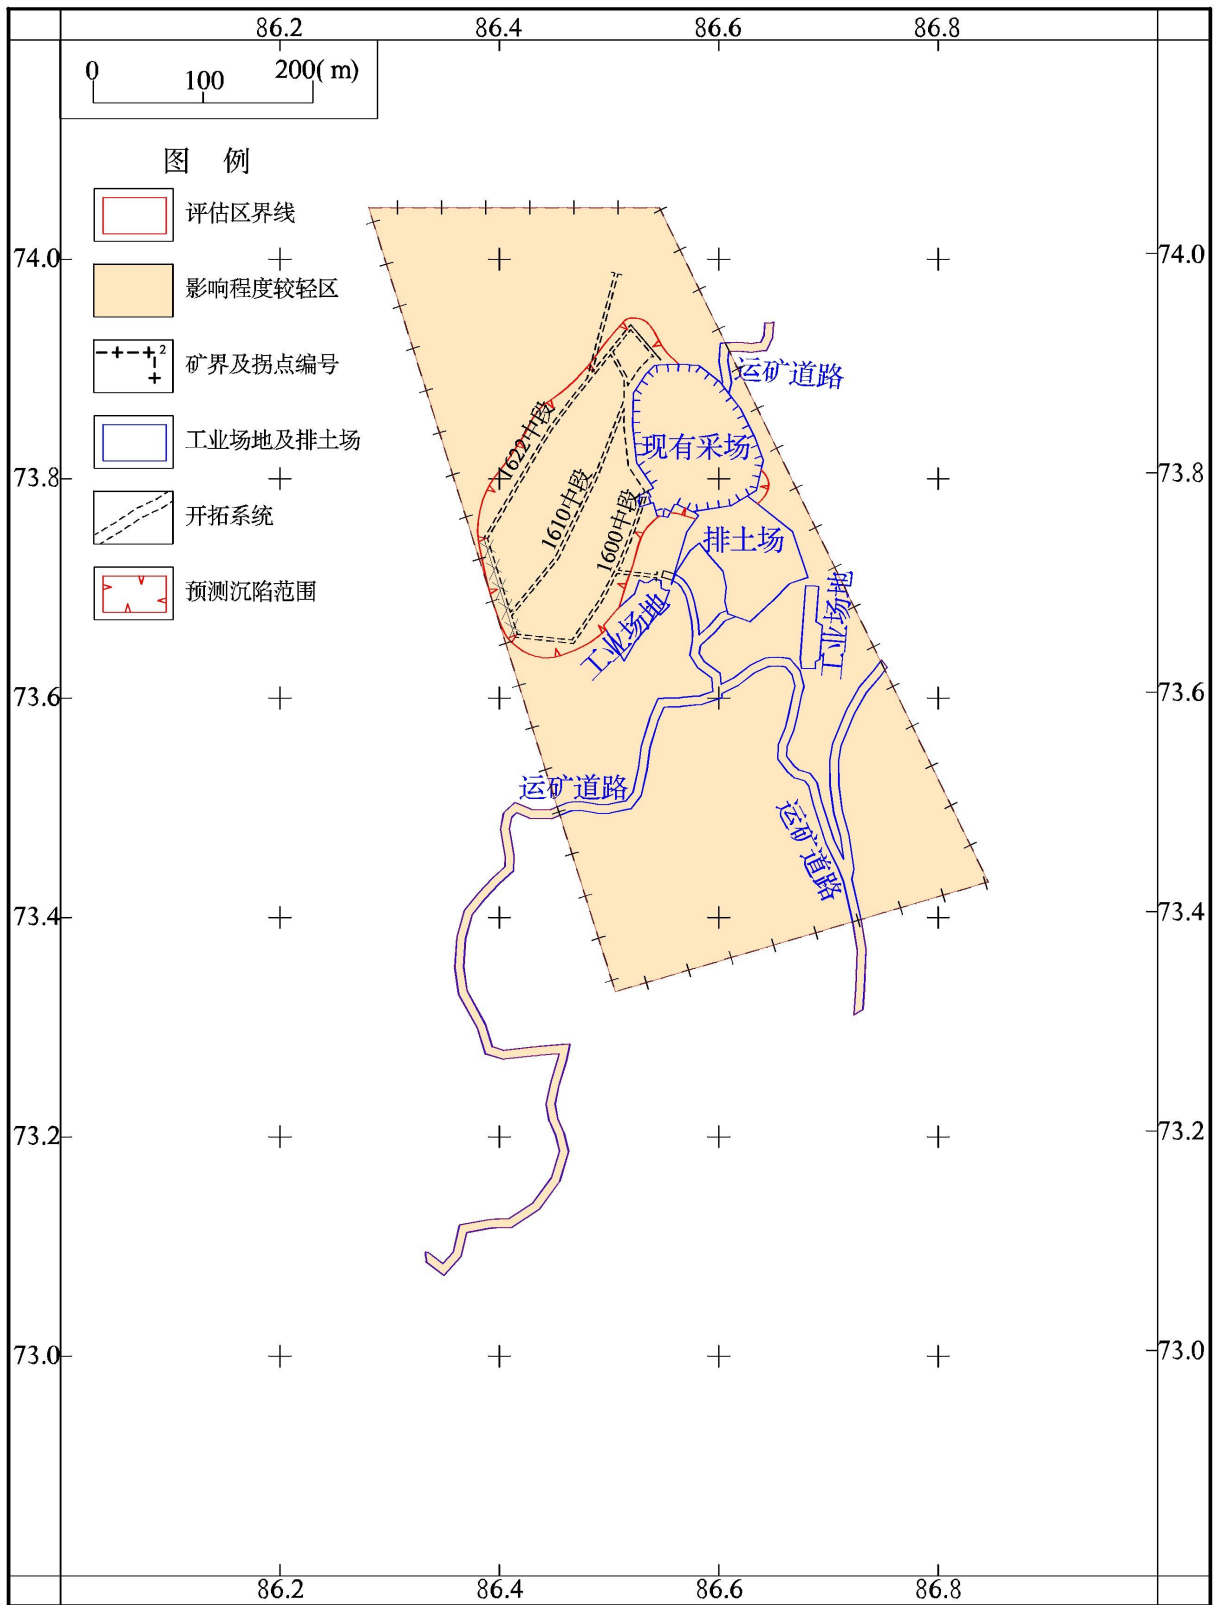 86.2 86.4 86.6 86.8
0 100 200( m)
图 例
评估区界线
影响程度较轻区
2
矿界及拐点编号
工业场地及排土场
开拓系统
预测沉陷范围
74.0 74.0
运矿道路
1622中段
现有采场
73.8 73.8
1610中段
1600中段
排土场
工业场地
工业场地
73.6 73.6
运矿道路
运矿道路
73.4 73.4
73.2 73.2
73.0 73.0
86.2 86.4 86.6 86.8